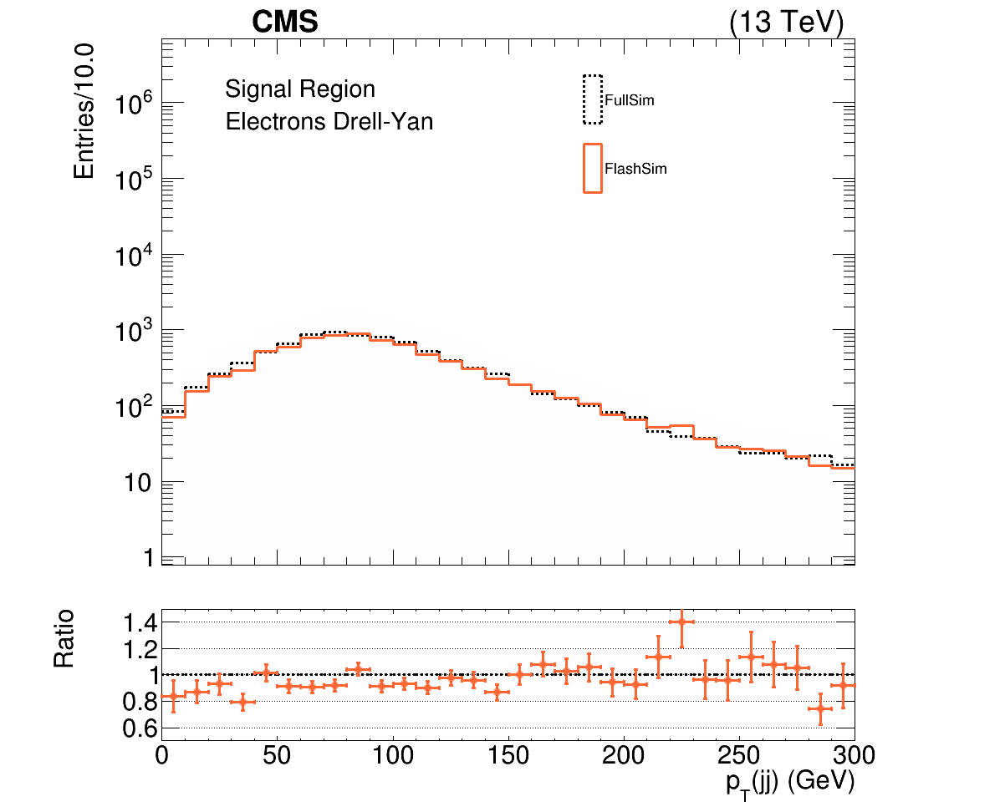 CMS
(13 TeV)
Entries/10.0
Signal Region
Electrons Drell-Yan
FullSim
FlashSim
10^6
10^5
10^4
10^3
10^2
10
1
Ratio
1.4
1.2
1
0.8
0.6
0 50 100 150 200 250 300
p_T(jj) (GeV)